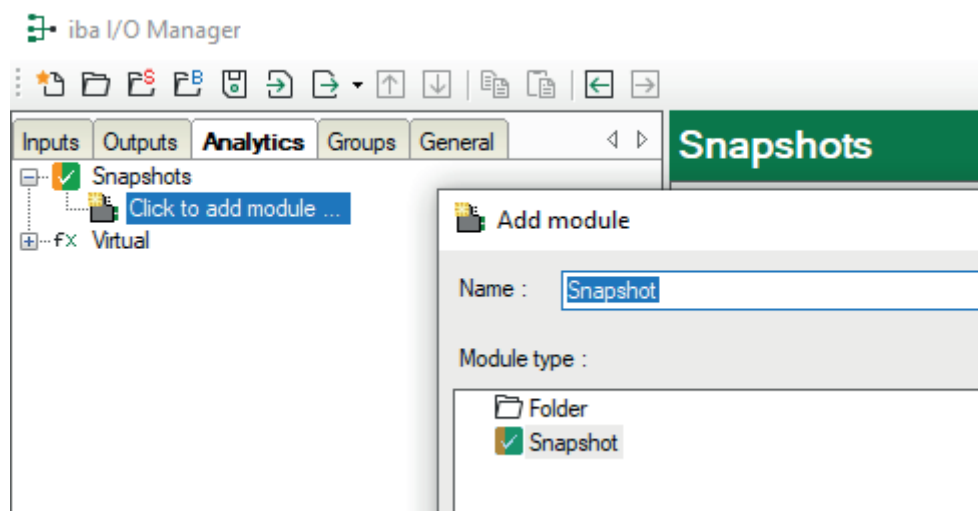 iba I/O Manager
S B
Inputs Outputs Analytics Groups General
Snapshots
Snapshots
Click to add module ...
Add module
fx Virtual
Name : Snapshot
Module type :
Folder
Snapshot